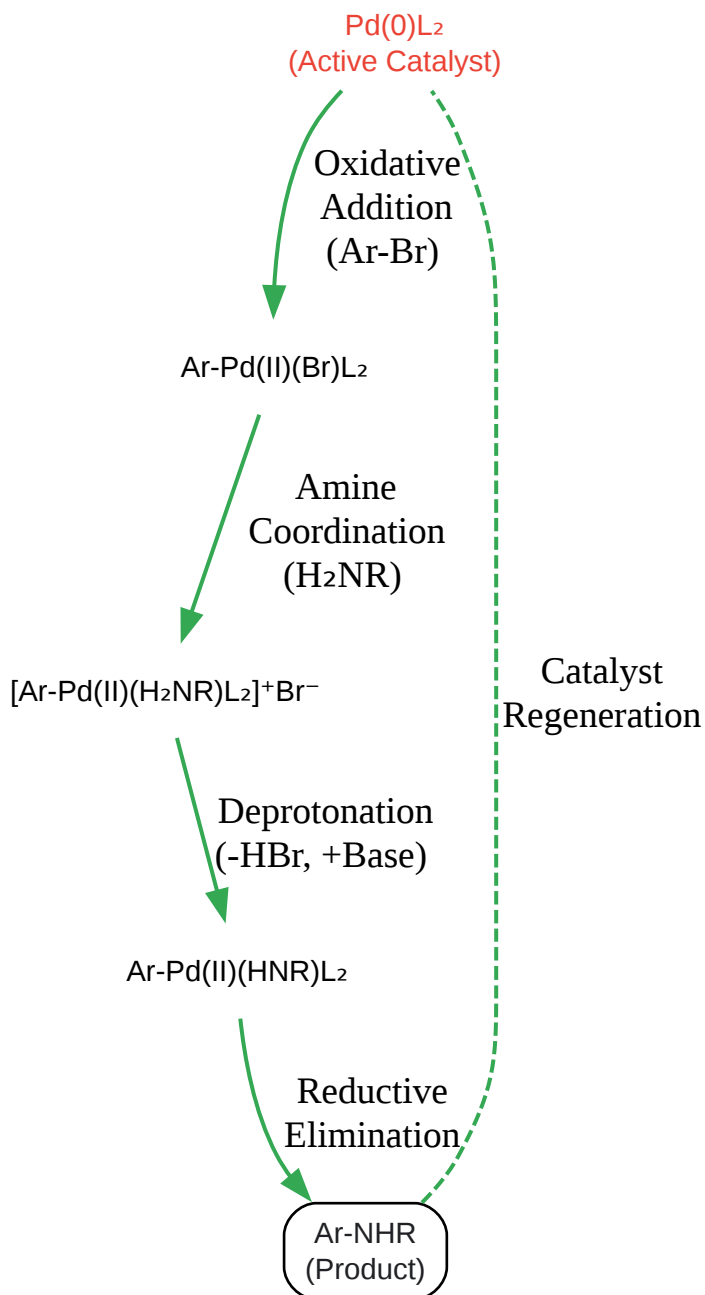 Pd(0)L₂
(Active Catalyst)
Oxidative
Addition
(Ar-Br)
Ar-Pd(II)(Br)L₂
Amine
Coordination
(H₂NR)
[Ar-Pd(II)(H₂NR)L₂]⁺Br⁻
Catalyst
Regeneration
Deprotonation
(-HBr, +Base)
Ar-Pd(II)(HNR)L₂
Reductive
Elimination
Ar-NHR
(Product)